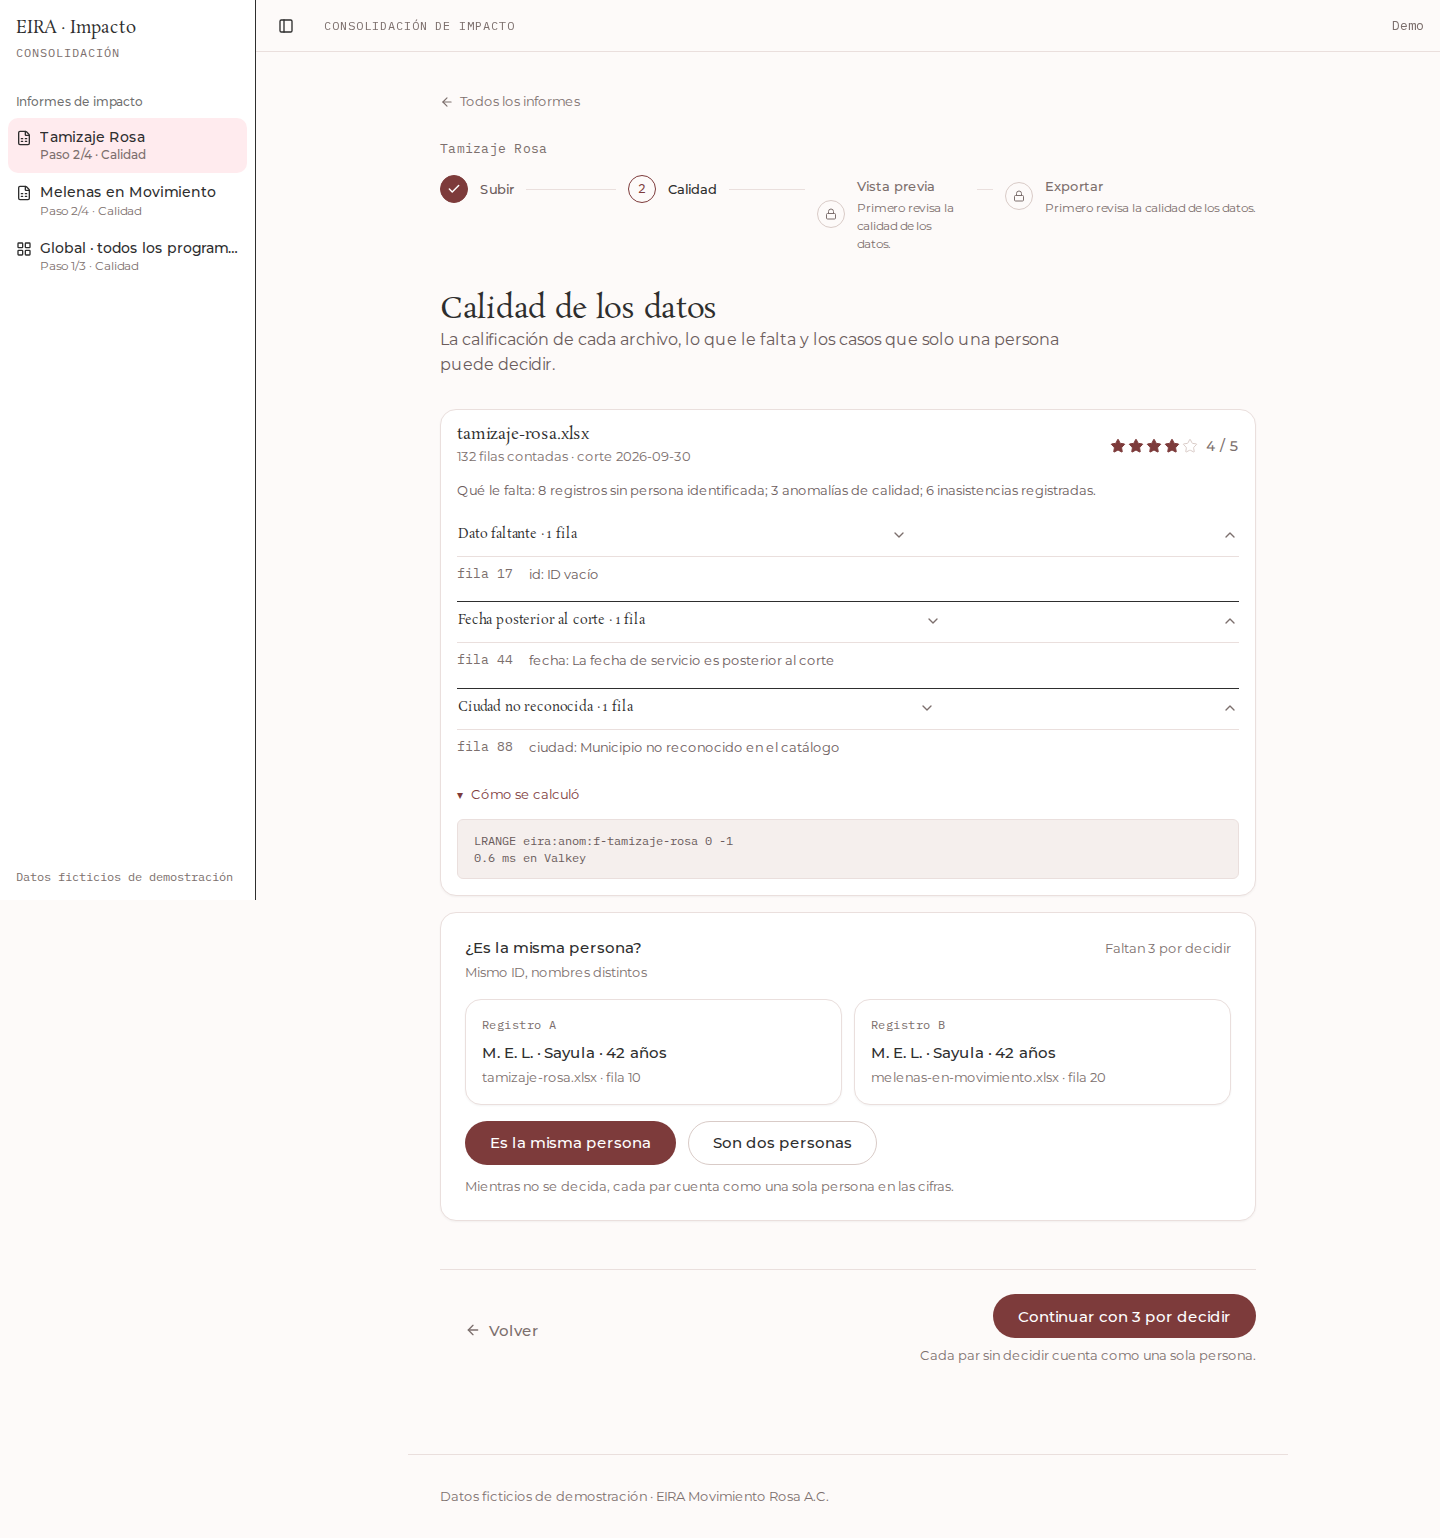 EIRA · Impacto
CONSOLIDACIÓN
Informes de impacto
Tamizaje Rosa
Paso 2/4 · Calidad
Melenas en Movimiento
Paso 2/4 · Calidad
Global · todos los program...
Paso 1/3 · Calidad
Datos ficticios de demostración
CONSOLIDACIÓN DE IMPACTO
Demo
Todos los informes
Tamizaje Rosa
Subir
2
Calidad
Vista previa
Primero revisa la
calidad de los
datos.
Exportar
Primero revisa la calidad de los datos.
Calidad de los datos
La calificación de cada archivo, lo que le falta y los casos que solo una persona
puede decidir.
tamizaje-rosa.xlsx
132 filas contadas · corte 2026-09-30
4 / 5
Qué le falta: 8 registros sin persona identificada; 3 anomalías de calidad; 6 inasistencias registradas.
Dato faltante · 1 fila
fila 17 id: ID vacío
Fecha posterior al corte · 1 fila
fila 44 fecha: La fecha de servicio es posterior al corte
Ciudad no reconocida · 1 fila
fila 88 ciudad: Municipio no reconocido en el catálogo
Cómo se calculó
LRANGE eira:anom:f-tamizaje-rosa 0 -1
0.6 ms en Valkey
¿Es la misma persona?
Faltan 3 por decidir
Mismo ID, nombres distintos
Registro A
M. E. L. · Sayula · 42 años
tamizaje-rosa.xlsx · fila 10
Registro B
M. E. L. · Sayula · 42 años
melenas-en-movimiento.xlsx · fila 20
Es la misma persona
Son dos personas
Mientras no se decida, cada par cuenta como una sola persona en las cifras.
Volver
Continuar con 3 por decidir
Cada par sin decidir cuenta como una sola persona.
Datos ficticios de demostración · EIRA Movimiento Rosa A.C.